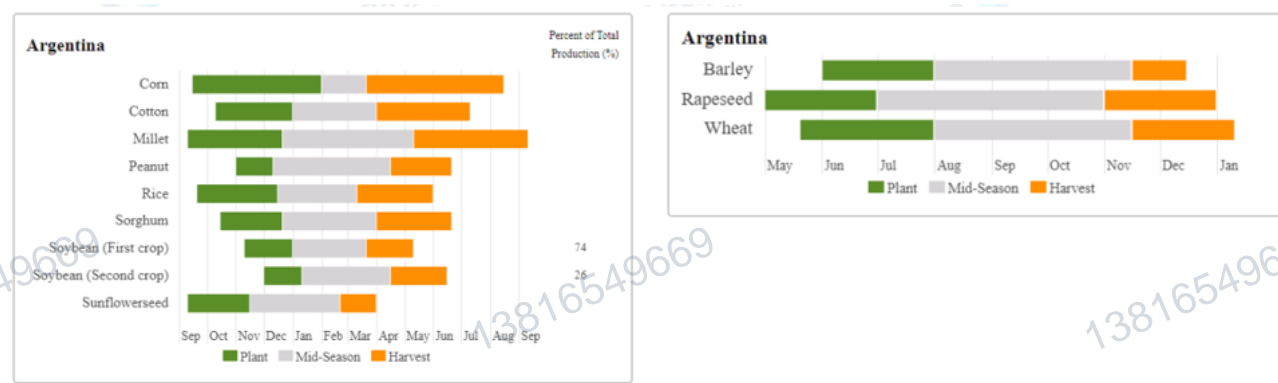 Argentina
Percent of Total
Production (%)
Corn
Cotton
Millet
Peanut
Rice
Sorghum
Soybean (First crop) 74
Soybean (Second crop) 26
Sunflowerseed
Sep Oct Nov Dec Jan Feb Mar Apr May Jun Jul Aug Sep
Plant Mid-Season Harvest
Argentina
Barley
Rapeseed
Wheat
May Jun Jul Aug Sep Oct Nov Dec Jan
Plant Mid-Season Harvest
49669
13816549669
1381654966